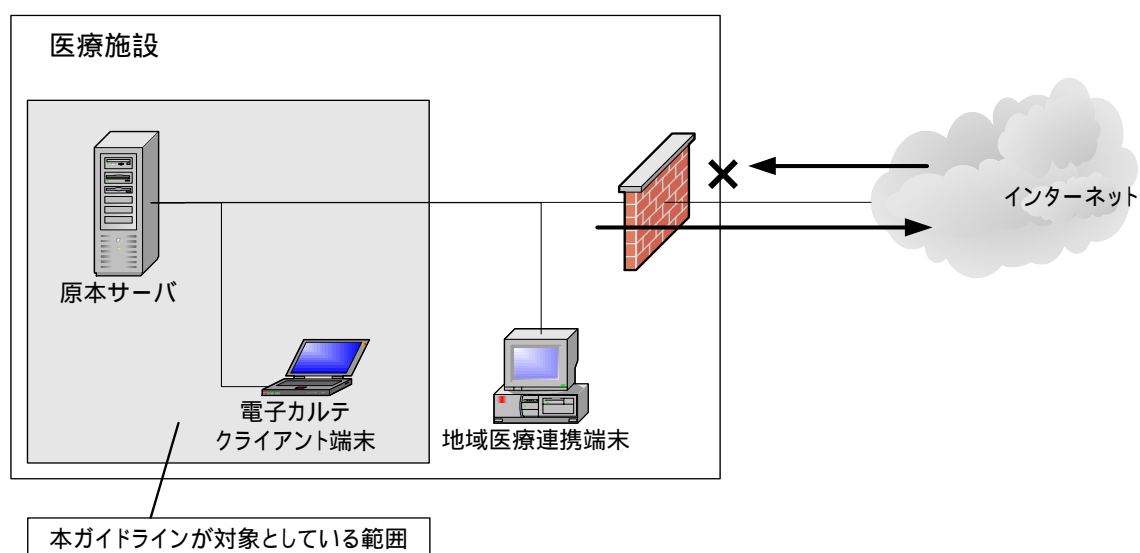 医療施設
インターネット
原本サーバ
電子カルテ
クライアント端末
地域医療連携端末
本ガイドラインが対象としている範囲